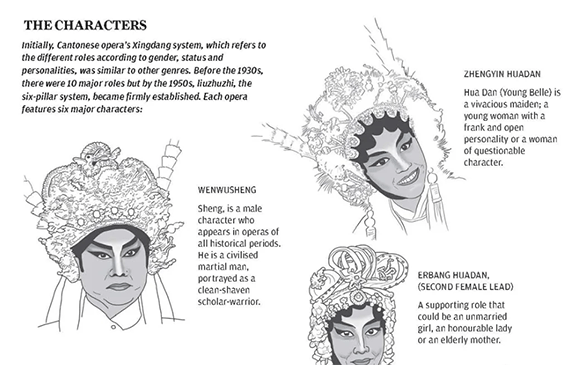 THE CHARACTERS
Initially, Cantonese opera's Xingdang system, which refers to
the different roles according to gender, status and
personalities, was similar to other genres. Before the 1930s,
there were 10 major roles but by the 1950s, liuzhuzhi, the
six-pillar system, became firmly established. Each opera
features six major characters:
WENWUSHENG
Sheng, is a male
character who
appears in operas of
all historical periods.
He is a civilised
martial man,
portrayed as a
clean-shaven
scholar-warrior.
ZHENGYIN HUADAN
Hua Dan (Young Belle) is
a vivacious maiden; a
young woman with a
frank and open
personality or a woman
of questionable
character.
ERBANG HUADAN,
(SECOND FEMALE LEAD)
A supporting role that
could be an unmarried
girl, an honourable lady
or an elderly mother.